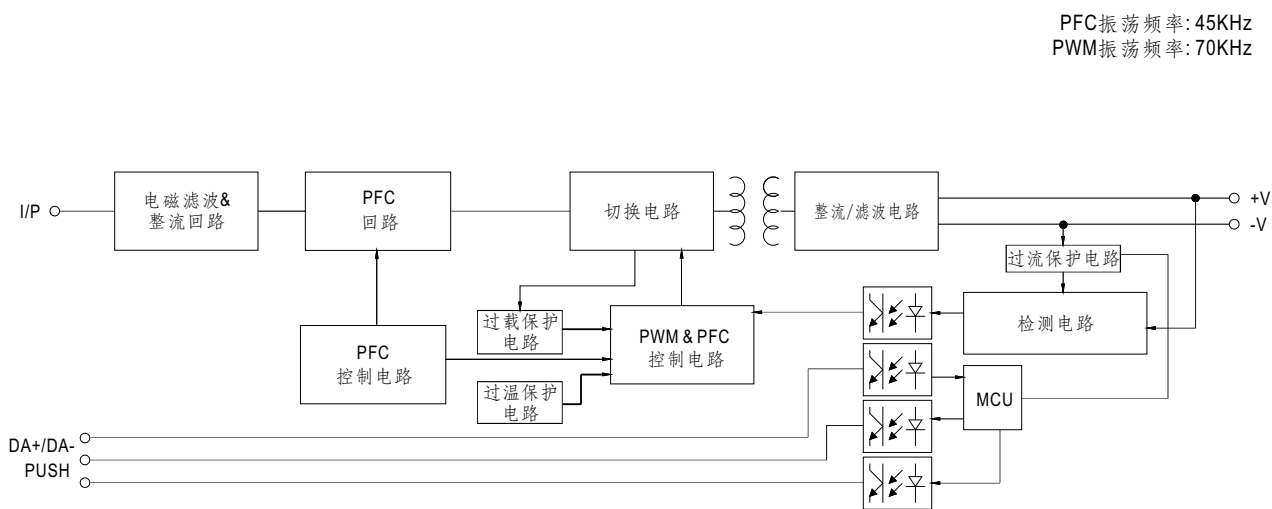 PFC振荡频率: 45KHz
PWM振荡频率: 70KHz
I/P
电磁滤波&
整流回路
PFC
回路
切换电路
整流/滤波电路
+V
-V
过流保护电路
检测电路
过载保护
电路
PWM & PFC
控制电路
PFC
控制电路
过温保护
电路
MCU
DA+/DA-
PUSH